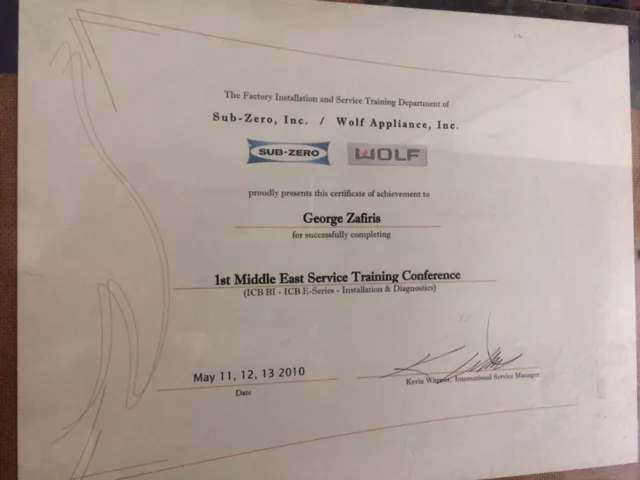 The Factory Installation and Service Training Department of
Sub-Zero, Inc. / Wolf Appliance, Inc.
SUB-ZERO WOLF
proudly presents this certificate of achievement to
George Zafiris
for successfully completing
1st Middle East Service Training Conference
(ICB BI - ICB E-Series - Installation & Diagnostics)
May 11, 12, 13 2010
Date
Kevin International Service Manager